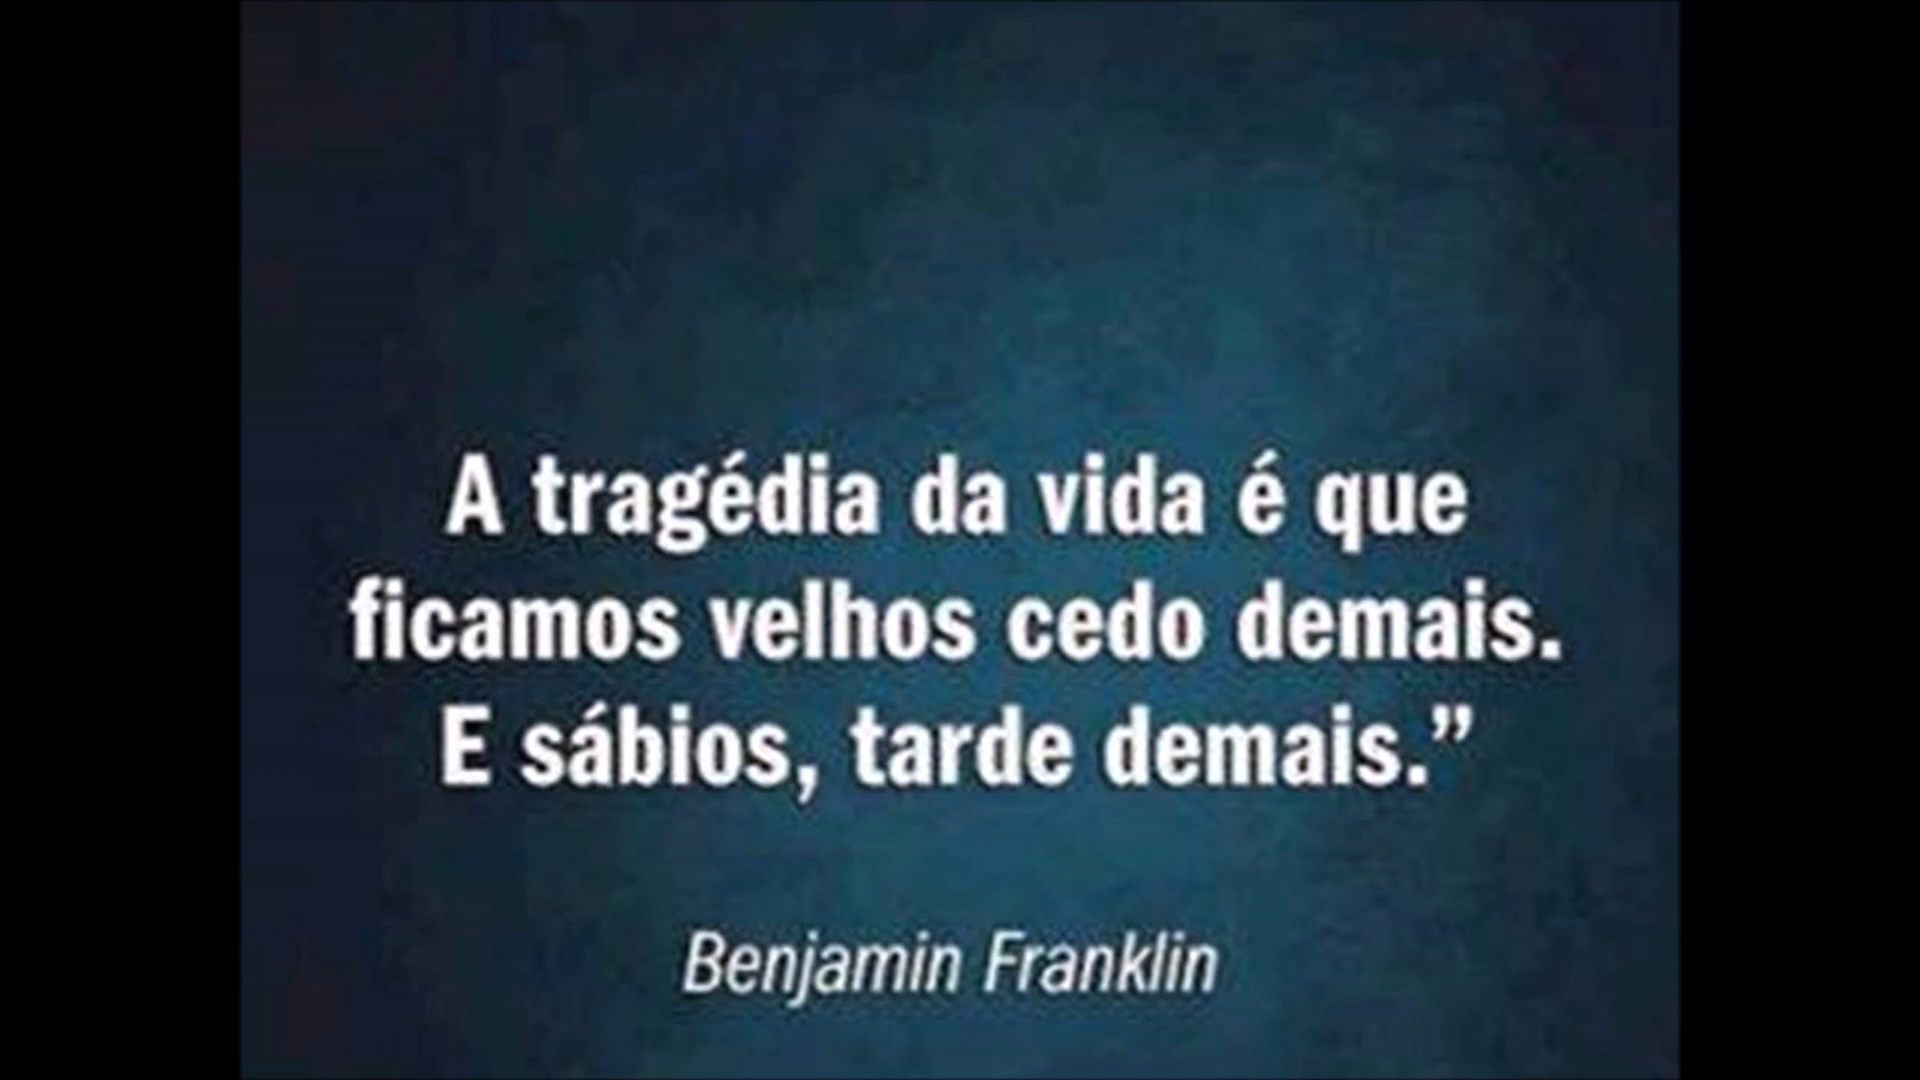 A tragédia da vida é que
ficamos velhos cedo demais.
E sábios, tarde demais.”
Benjamin Franklin